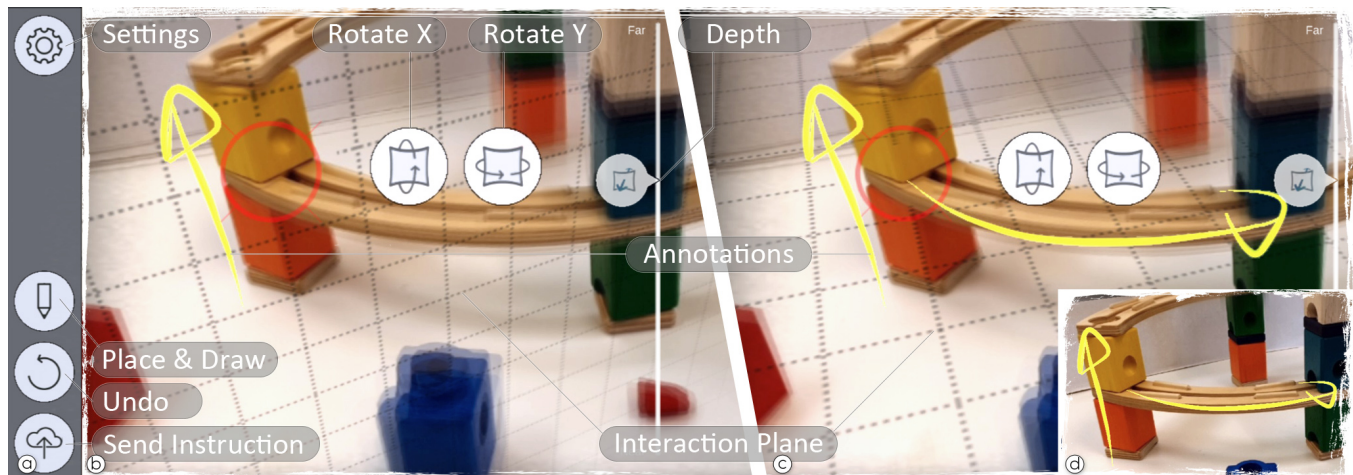 Settings
Rotate X
Rotate Y
Far
Depth
Far
Annotations
Place & Draw
Undo
Send Instruction
Interaction Plane
a
b
c
d